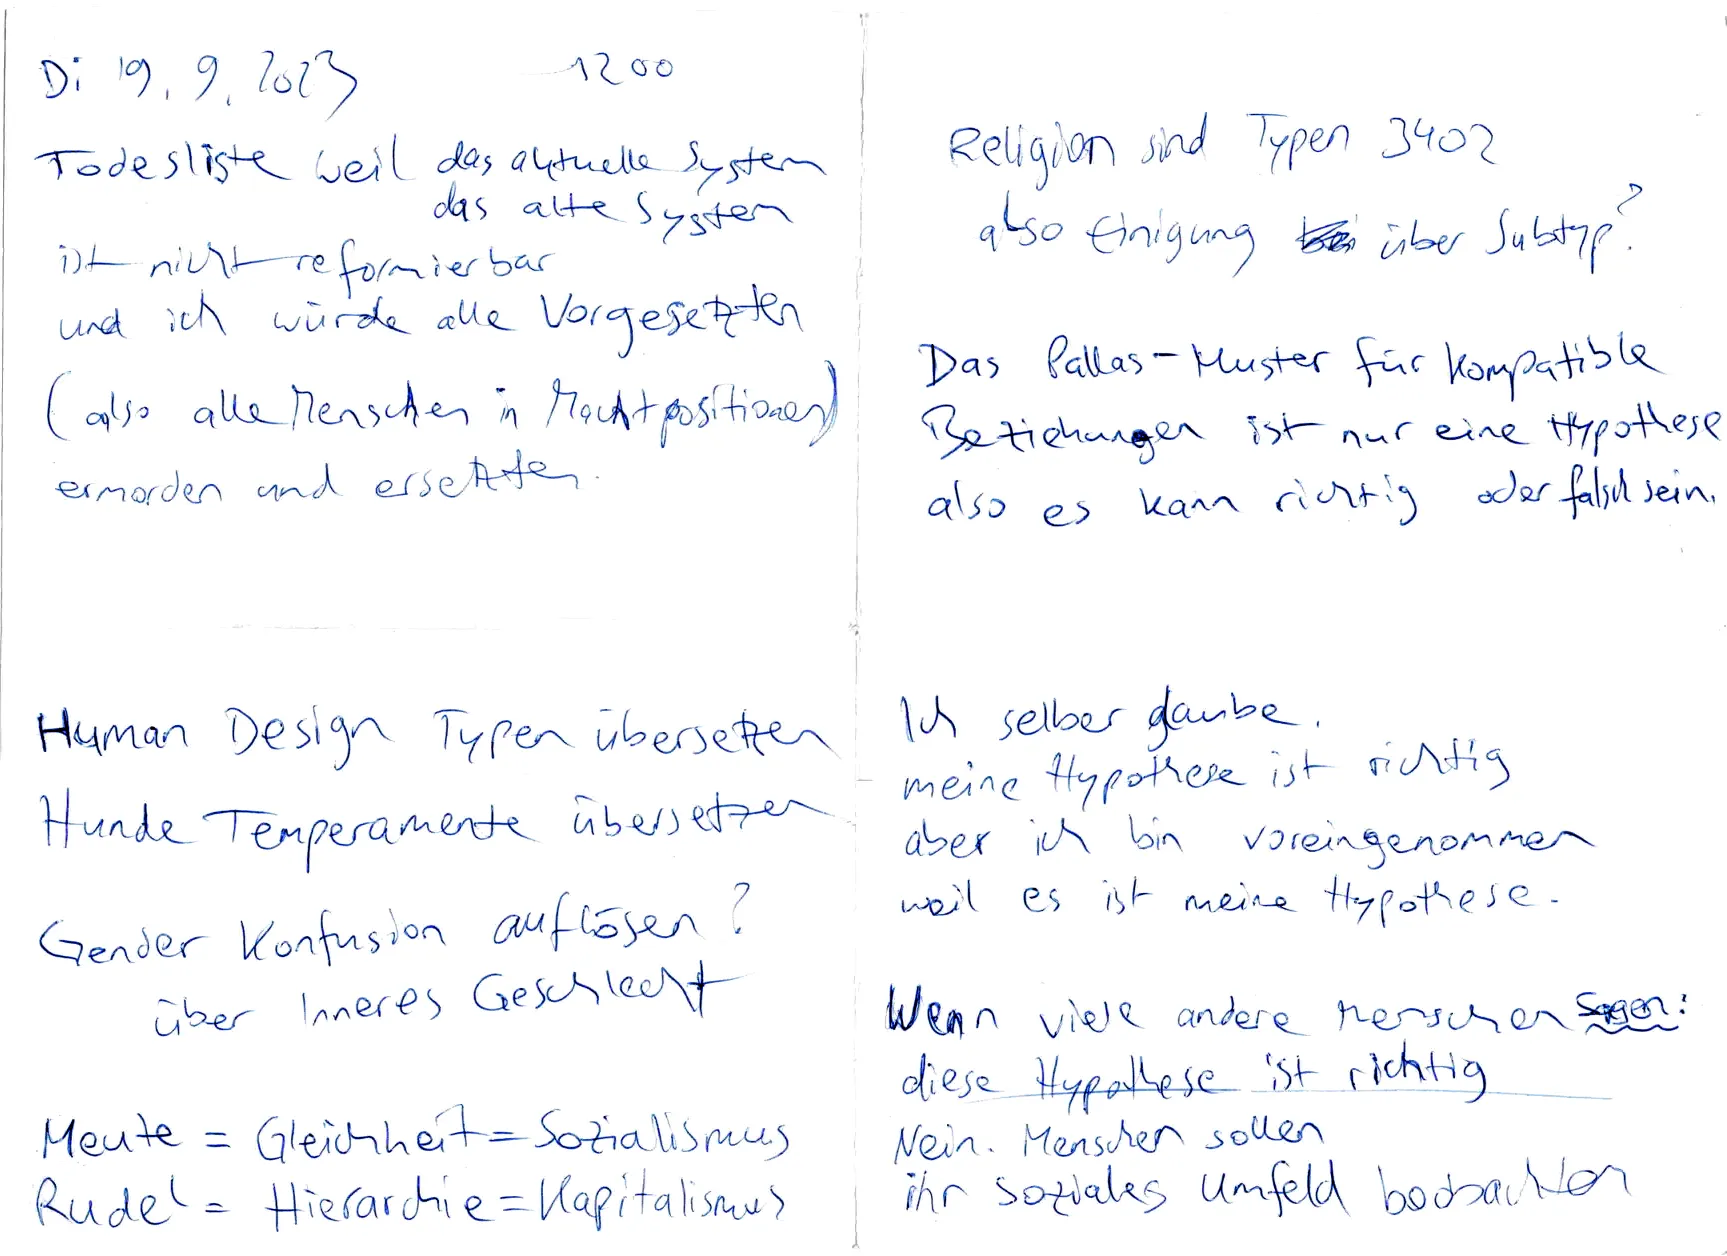 Di 19.9.2023 1200
Todesliste weil das aktuelle System
das alte System
ist nicht reformierbar
und ich würde alle Vorgesetzten
(also alle Menschen in Machtpositionen)
ermorden und ersetzten.
Human Design Typen übersetzen
Hunde Temperamente übersetzen
Gender Konfusion auflösen?
über Inneres Geschlecht
Meute = Gleichheit = Sozialismus
Rudel = Hierarchie = Kapitalismus
Religion sind Typen 3402
also Einigung über Subtyp?
Das Pallas-Muster für kompatible
Beziehungen ist nur eine Hypothese
also es kann richtig oder falsch sein.
Ich selber glaube,
meine Hypothese ist richtig
aber ich bin voreingenommen
weil es ist meine Hypothese.
Wenn viele andere Menschen sagen:
diese Hypothese ist richtig
Nein. Menschen sollen
ihr soziales Umfeld beobachten